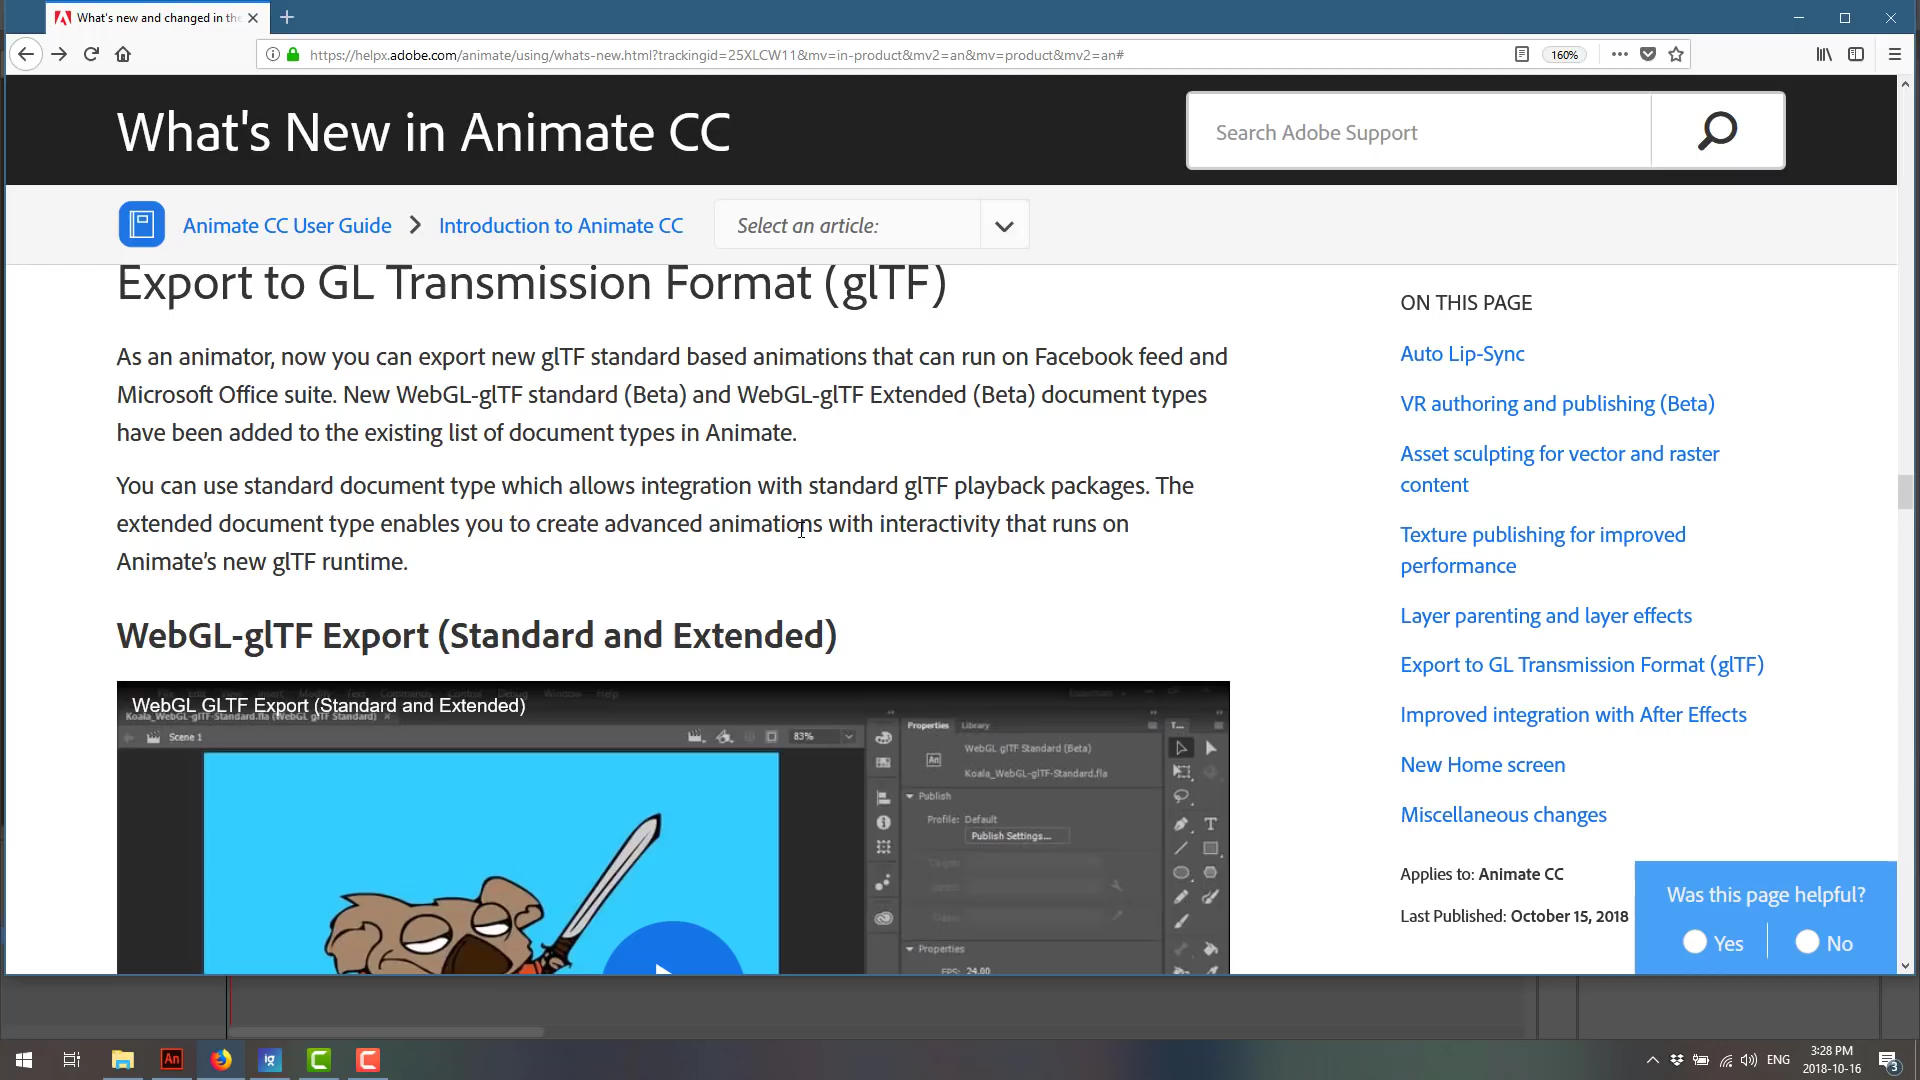 What's new and changed in the
https://helpx.adobe.com/animate/using/whats-new.html?trackingid=25XLCW11&mv=in-product&mv2=an&mv=product&mv2=an#
160%
What's New in Animate CC
Search Adobe Support
Animate CC User Guide
Introduction to Animate CC
Select an article:
Export to GL Transmission Format (glTF)
As an animator, now you can export new glTF standard based animations that can run on Facebook feed and
Microsoft Office suite. New WebGL-glTF standard (Beta) and WebGL-glTF Extended (Beta) document types
have been added to the existing list of document types in Animate.
You can use standard document type which allows integration with standard glTF playback packages. The
extended document type enables you to create advanced animations with interactivity that runs on
Animate's new glTF runtime.
WebGL-glTF Export (Standard and Extended)
WebGL GLTF Export (Standard and Extended)
Koala_WebGL-glTF-Standard.fla (WebGL glTF Standard)
Scene 1
83%
Properties
Library
T...
WebGL glTF Standard (Beta)
An
Koala_WebGL-glTF-Standard.fla
Publish
Profile: Default
Publish Settings...
Properties
FPS: 24.00
ON THIS PAGE
Auto Lip-Sync
VR authoring and publishing (Beta)
Asset sculpting for vector and raster
content
Texture publishing for improved
performance
Layer parenting and layer effects
Export to GL Transmission Format (glTF)
Improved integration with After Effects
New Home screen
Miscellaneous changes
Applies to: Animate CC
Last Published: October 15, 2018
Was this page helpful?
Yes
No
An
ig
ENG
3:28 PM
2018-10-16
3